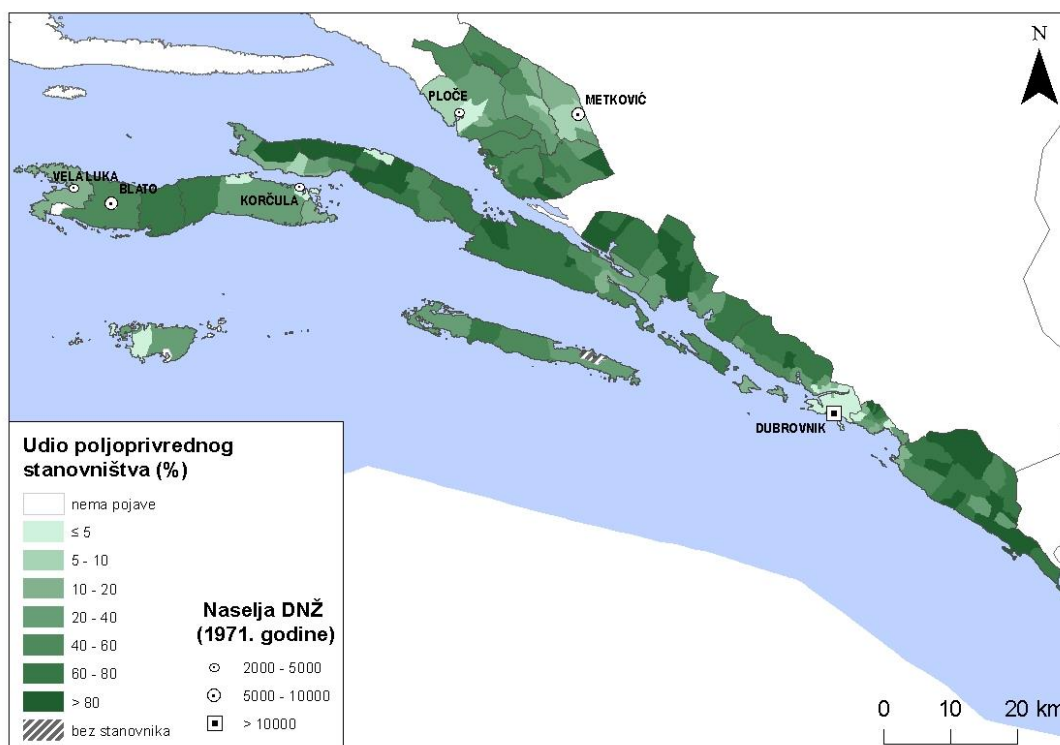 N
PLOČE
METKOVIĆ
VELA LUKA
BLATO
KORČULA
DUBROVNIK
Udio poljoprivrednog
stanovništva (%)
nema pojave
≤ 5
5 - 10
10 - 20
20 - 40
40 - 60
60 - 80
> 80
bez stanovnika
Naselja DNŽ
(1971. godine)
2000 - 5000
5000 - 10000
> 10000
0 10 20 km